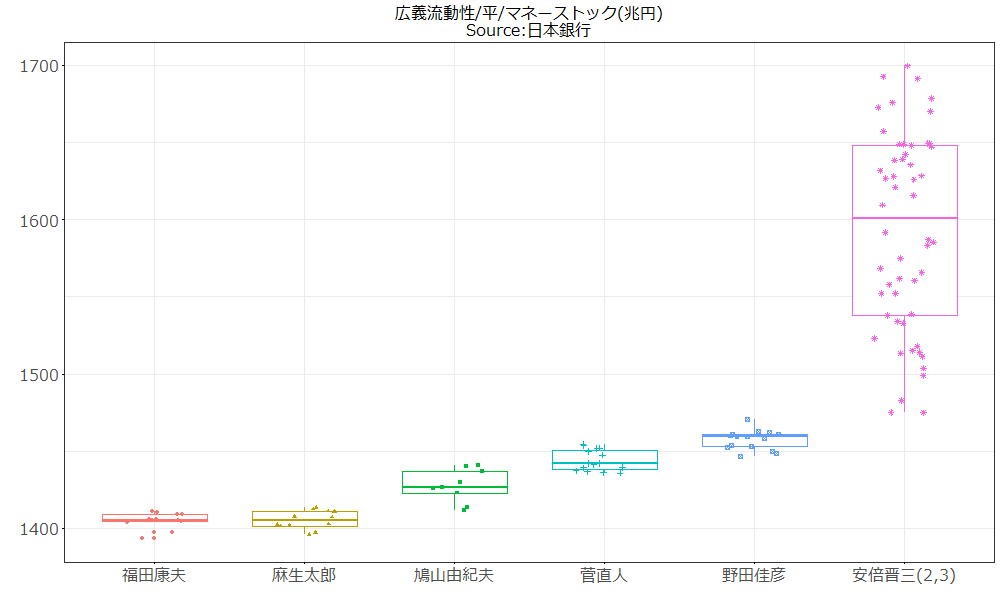 広義流動性/平/マネーストック(兆円)
Source:日本銀行
1700
1600
1500
1400
福田康夫
麻生太郎
鳩山由紀夫
菅直人
野田佳彦
安倍晋三(2,3)